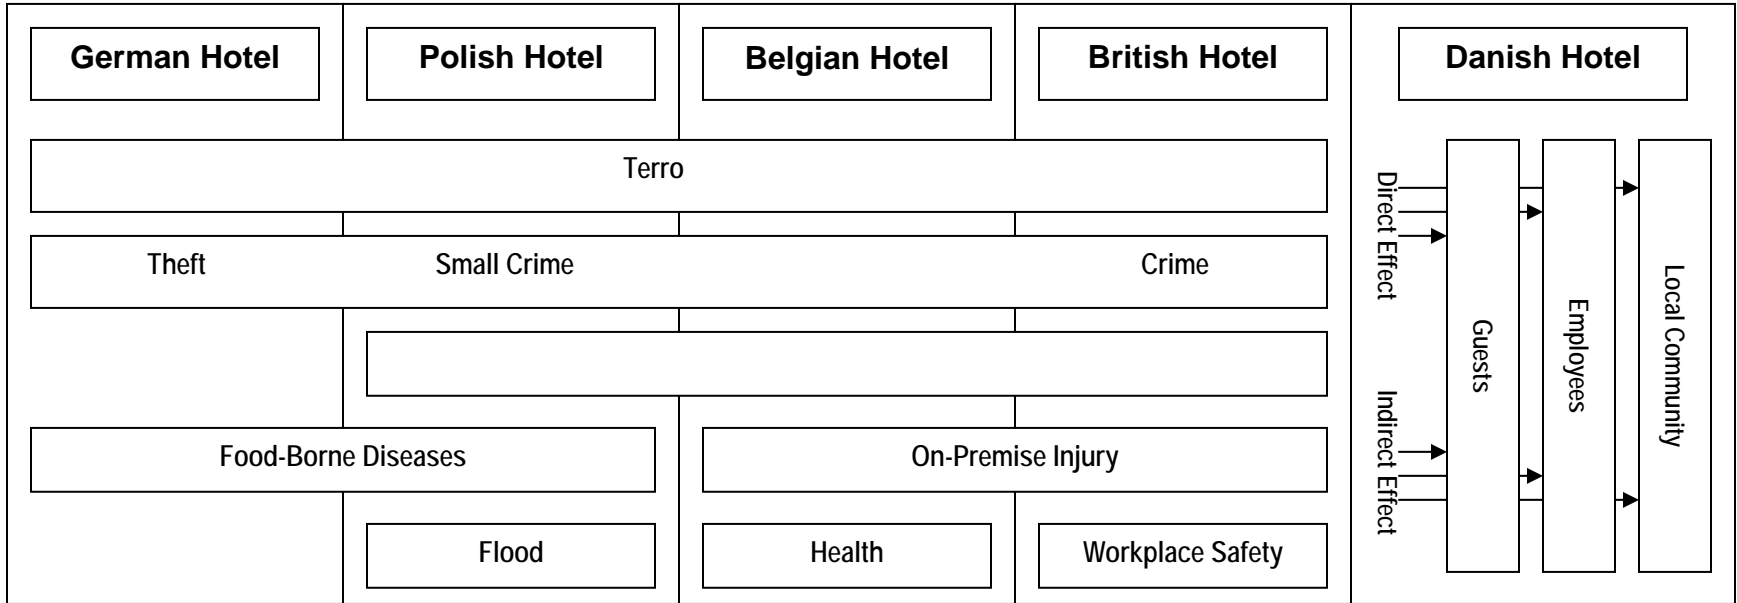 German Hotel
Polish Hotel
Belgian Hotel
British Hotel
Danish Hotel
Terro
Theft
Small Crime
Crime
Food-Borne Diseases
On-Premise Injury
Flood
Health
Workplace Safety
Direct Effect
Indirect Effect
Guests
Employees
Local Community